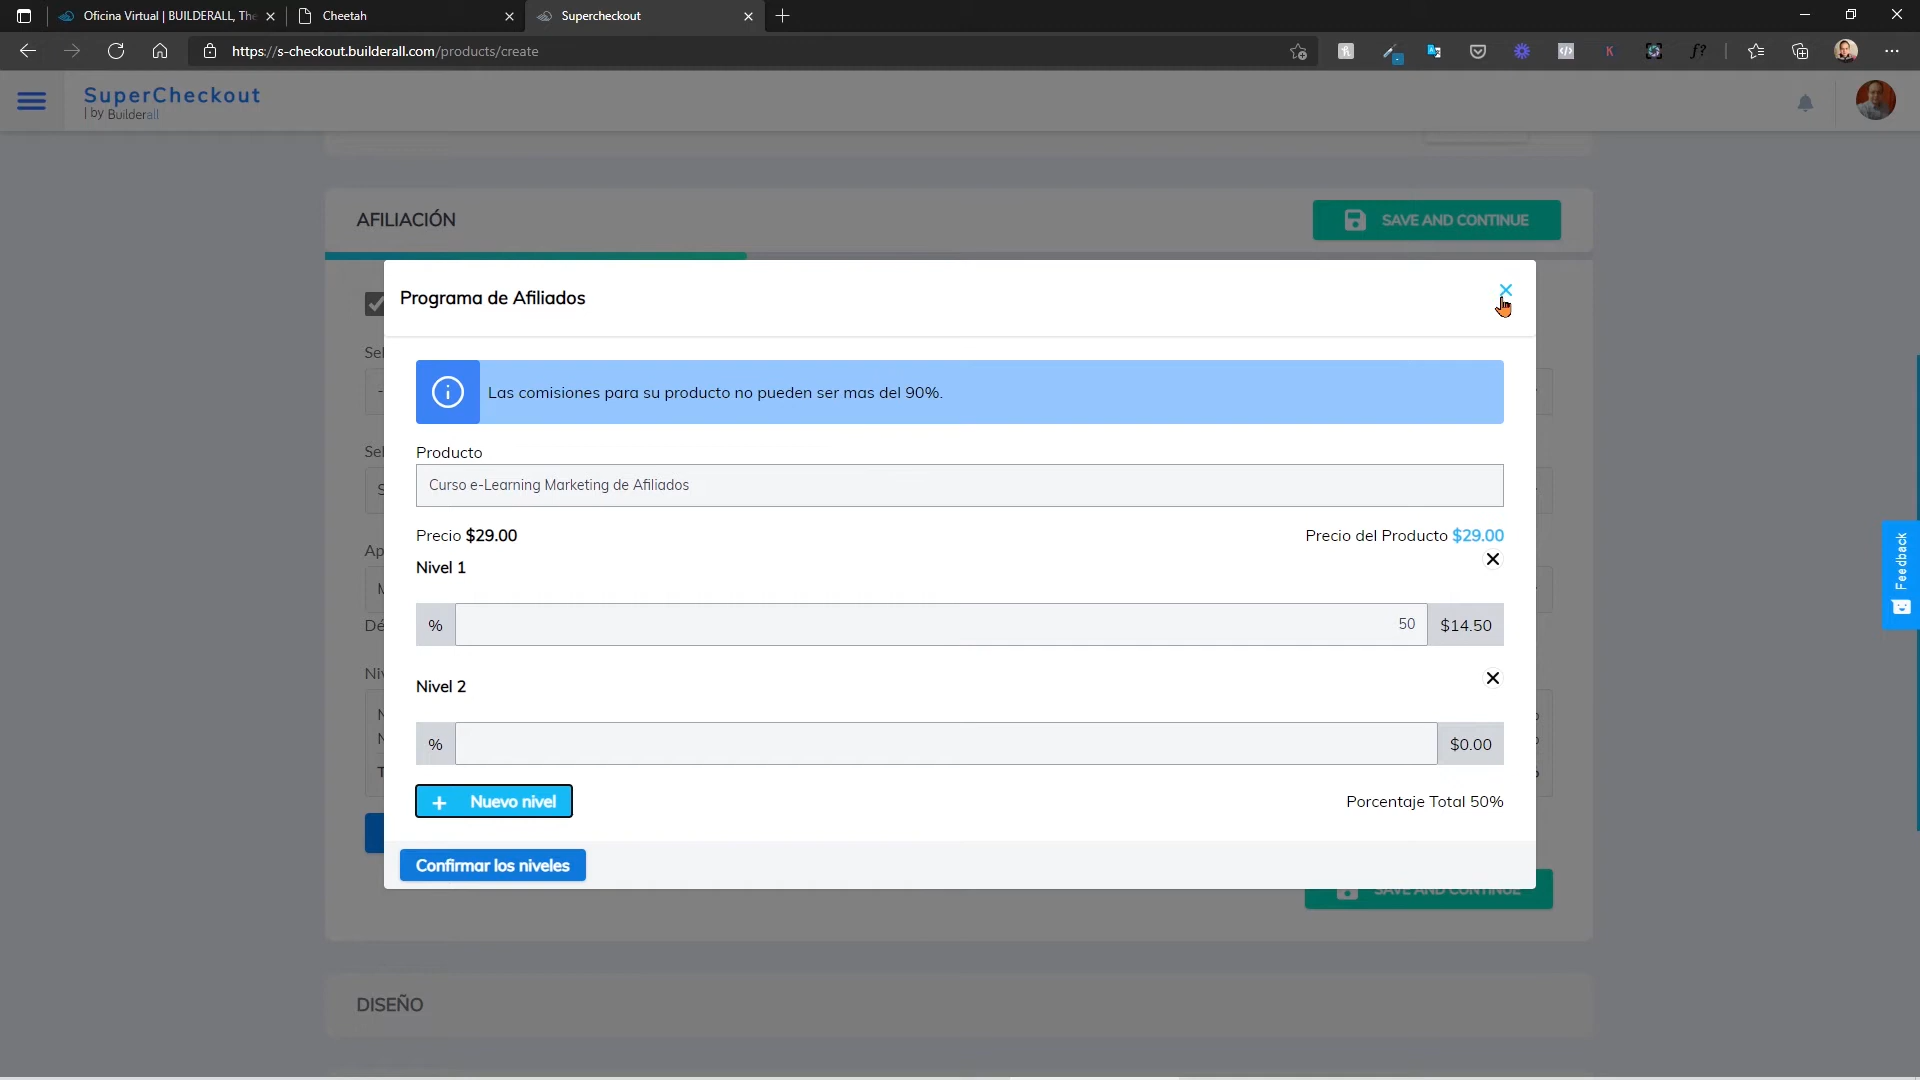 Oficina Virtual | BUILDERALL, The
Cheetah
Supercheckout
https://s-checkout.builderall.com/products/create
SuperCheckout
| by Builderall
AFILIACIÓN
SAVE AND CONTINUE
Programa de Afiliados
Las comisiones para su producto no pueden ser mas del 90%.
Producto
Curso e-Learning Marketing de Afiliados
Precio $29.00
Precio del Producto $29.00
Nivel 1
% 50 $14.50
Nivel 2
% $0.00
+ Nuevo nivel
Porcentaje Total 50%
Confirmar los niveles
SAVE AND CONTINUE
DISEÑO
Feedback